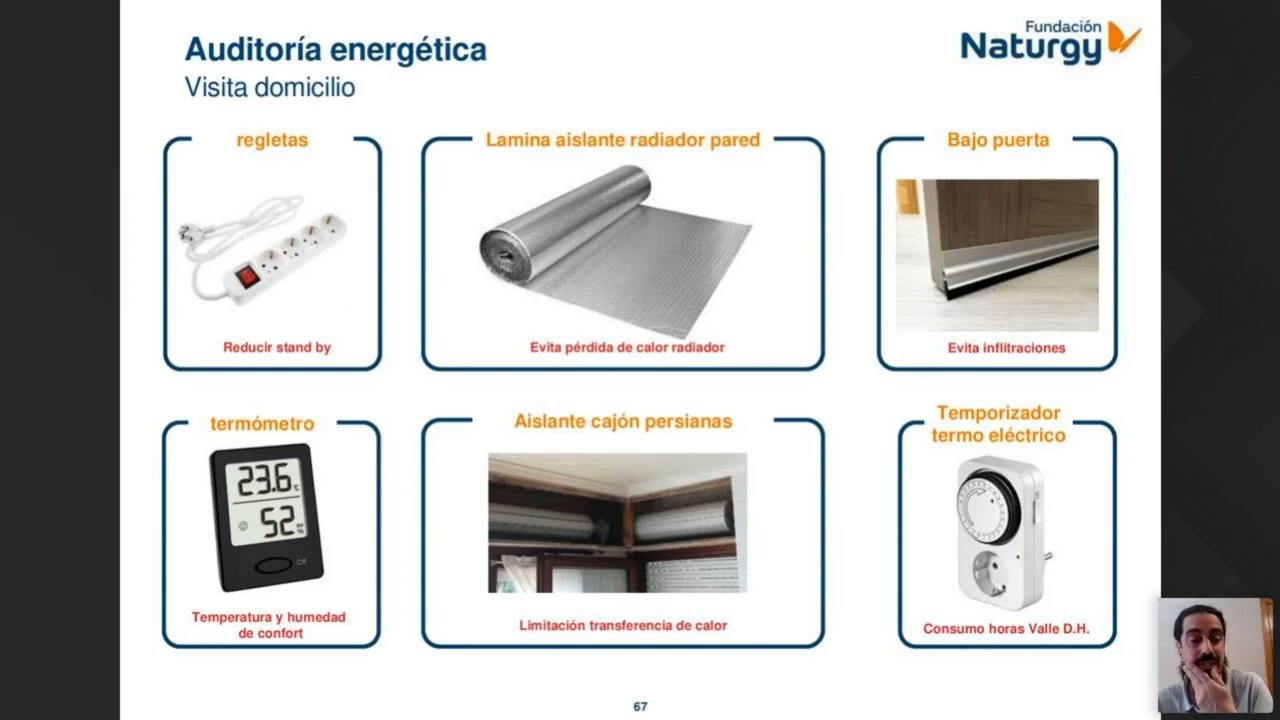 Auditoría energética
Visita domicilio
Fundación
Naturgy
regletas
Reducir stand by
Lamina aislante radiador pared
Evita pérdida de calor radiador
Bajo puerta
Evita inflitraciones
termómetro
23.6
52
Temperatura y humedad
de confort
Aislante cajón persianas
Limitación transferencia de calor
Temporizador
termo eléctrico
Consumo horas Valle D.H.
67